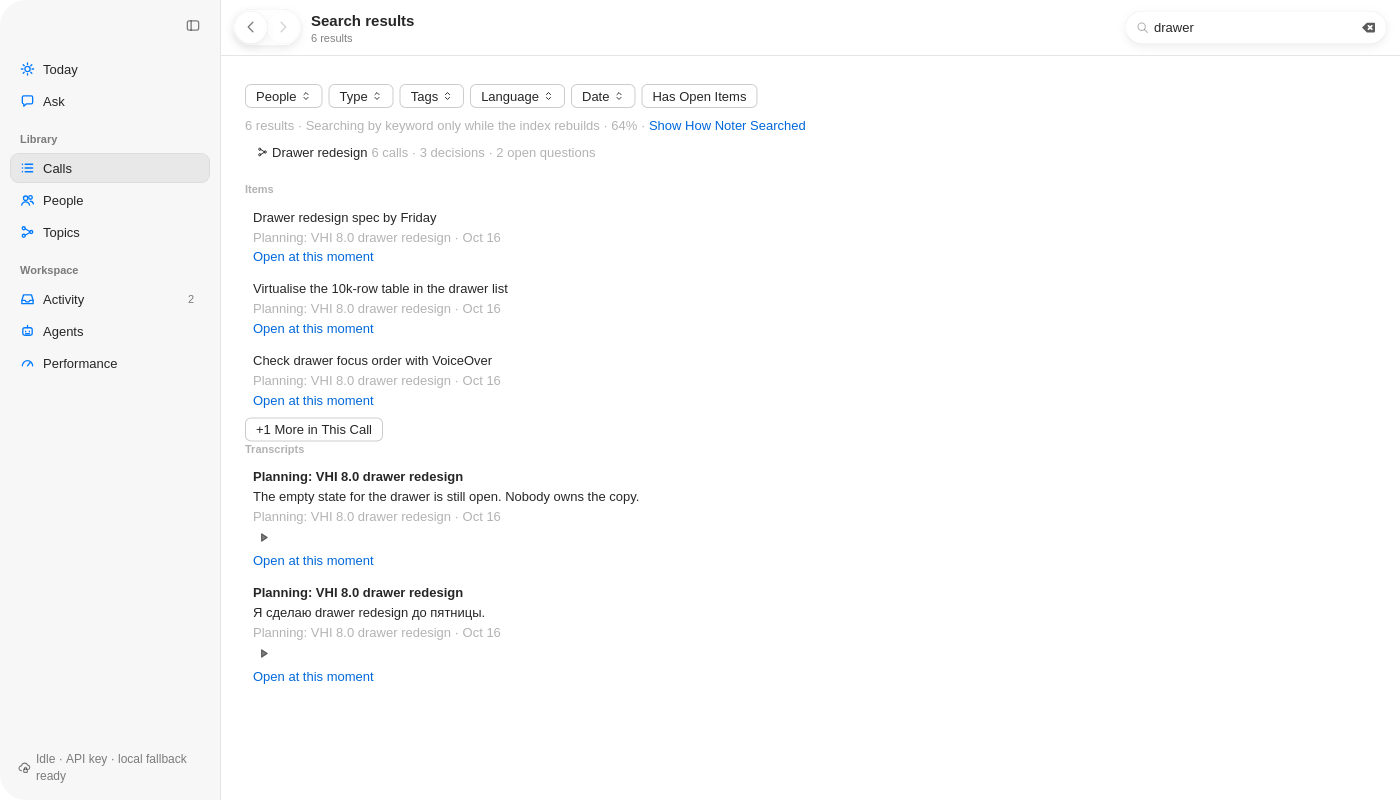 Search results
6 results
drawer
Today
Ask
Library
Calls
People
Topics
Workspace
Activity 2
Agents
Performance
Idle · API key · local fallback
ready
People Type Tags Language Date Has Open Items
6 results · Searching by keyword only while the index rebuilds · 64% · Show How Noter Searched
Drawer redesign 6 calls · 3 decisions · 2 open questions
Items
Drawer redesign spec by Friday
Planning: VHI 8.0 drawer redesign · Oct 16
Open at this moment
Virtualise the 10k-row table in the drawer list
Planning: VHI 8.0 drawer redesign · Oct 16
Open at this moment
Check drawer focus order with VoiceOver
Planning: VHI 8.0 drawer redesign · Oct 16
Open at this moment
+1 More in This Call
Transcripts
Planning: VHI 8.0 drawer redesign
The empty state for the drawer is still open. Nobody owns the copy.
Planning: VHI 8.0 drawer redesign · Oct 16
Open at this moment
Planning: VHI 8.0 drawer redesign
Я сделаю drawer redesign до пятницы.
Planning: VHI 8.0 drawer redesign · Oct 16
Open at this moment